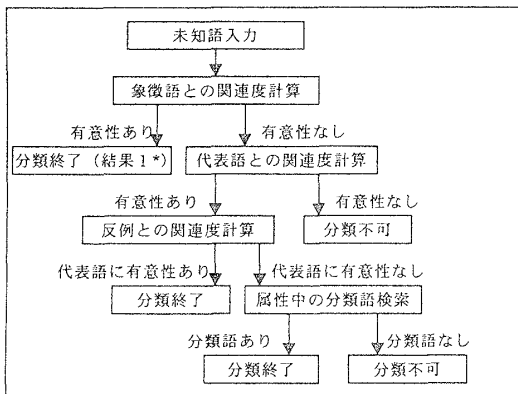 未知語入力
象徴語との関連度計算
有意性あり
有意性なし
分類終了(結果1*)
代表語との関連度計算
有意性あり
有意性なし
反例との関連度計算
分類不可
代表語に有意性あり
代表語に有意性なし
分類終了
属性中の分類語検索
分類語あり
分類語なし
分類終了
分類不可